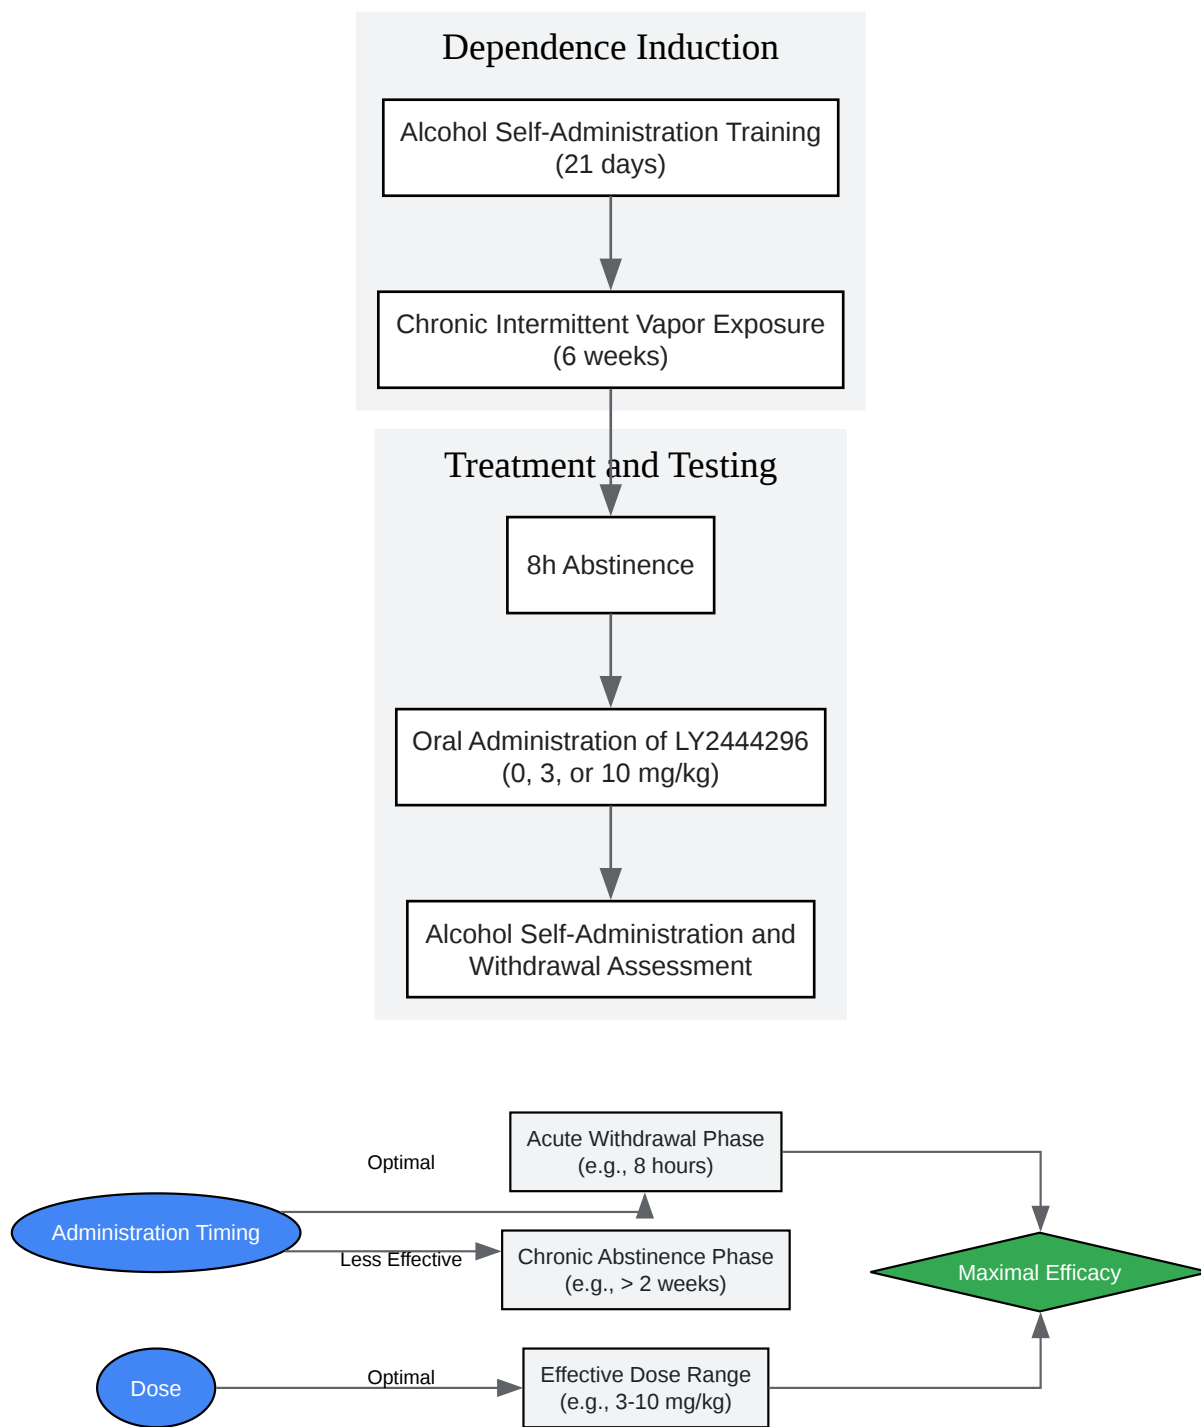 Dependence Induction
Alcohol Self-Administration Training
(21 days)
Chronic Intermittent Vapor Exposure
(6 weeks)
Treatment and Testing
8h Abstinence
Oral Administration of LY2444296
(0, 3, or 10 mg/kg)
Alcohol Self-Administration and
Withdrawal Assessment
Acute Withdrawal Phase
(e.g., 8 hours)
Optimal
Administration Timing
Less Effective
Chronic Abstinence Phase
(e.g., > 2 weeks)
Maximal Efficacy
Dose
Optimal
Effective Dose Range
(e.g., 3-10 mg/kg)